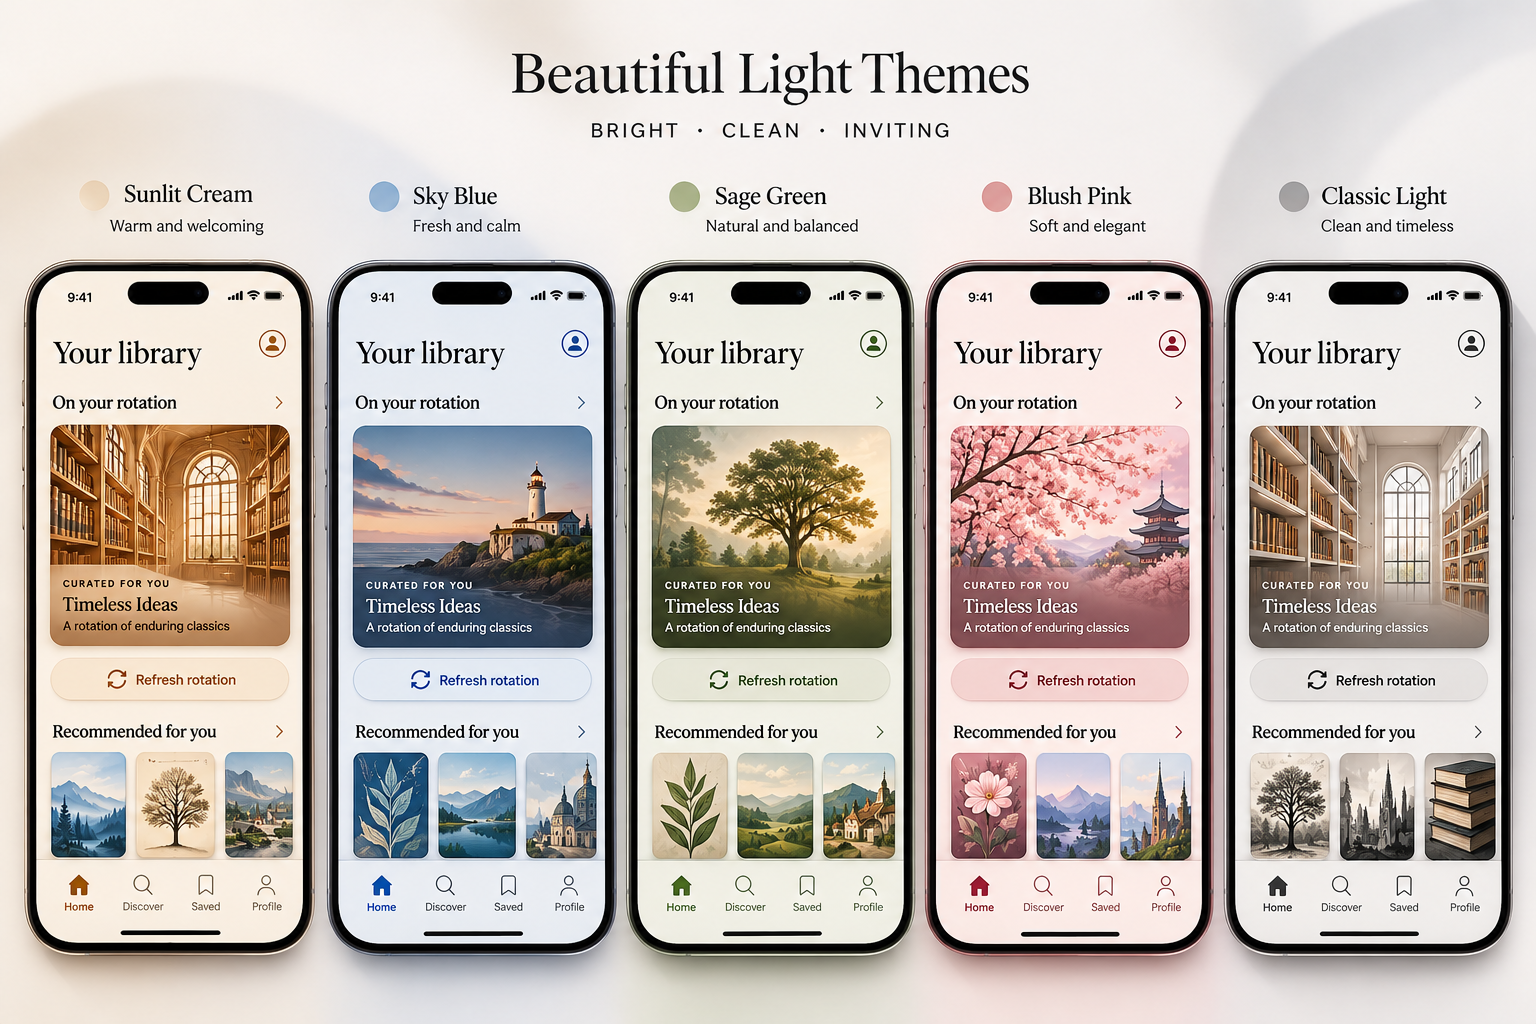 Beautiful Light Themes
BRIGHT · CLEAN · INVITING
Sunlit Cream
Warm and welcoming
Sky Blue
Fresh and calm
Sage Green
Natural and balanced
Blush Pink
Soft and elegant
Classic Light
Clean and timeless
9:41
Your library
On your rotation
CURATED FOR YOU
Timeless Ideas
A rotation of enduring classics
Refresh rotation
Recommended for you
Home
Discover
Saved
Profile
9:41
Your library
On your rotation
CURATED FOR YOU
Timeless Ideas
A rotation of enduring classics
Refresh rotation
Recommended for you
Home
Discover
Saved
Profile
9:41
Your library
On your rotation
CURATED FOR YOU
Timeless Ideas
A rotation of enduring classics
Refresh rotation
Recommended for you
Home
Discover
Saved
Profile
9:41
Your library
On your rotation
CURATED FOR YOU
Timeless Ideas
A rotation of enduring classics
Refresh rotation
Recommended for you
Home
Discover
Saved
Profile
9:41
Your library
On your rotation
CURATED FOR YOU
Timeless Ideas
A rotation of enduring classics
Refresh rotation
Recommended for you
Home
Discover
Saved
Profile